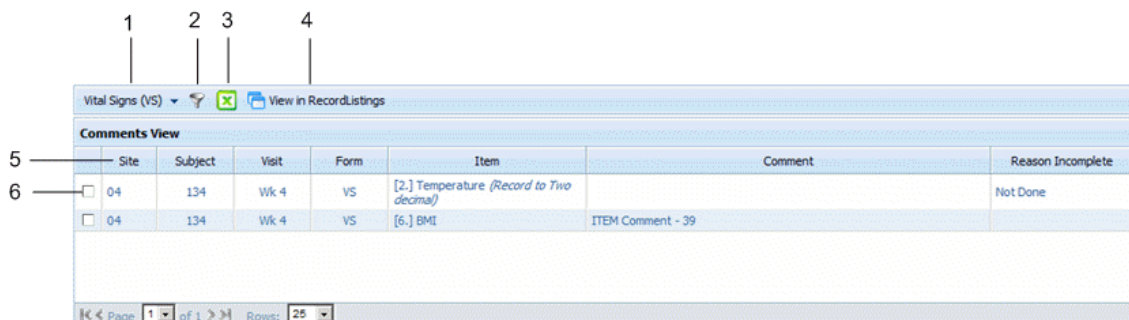 1 2 3 4
Vital Signs (VS) View in RecordListings
Comments View
5 Site Subject Visit Form Item Comment Reason Incomplete
6 04 134 Wk 4 VS [2.] Temperature (Record to Two decimal) Not Done
04 134 Wk 4 VS [6.] BMI ITEM Comment - 39
Page 1 of 1 Rows: 25